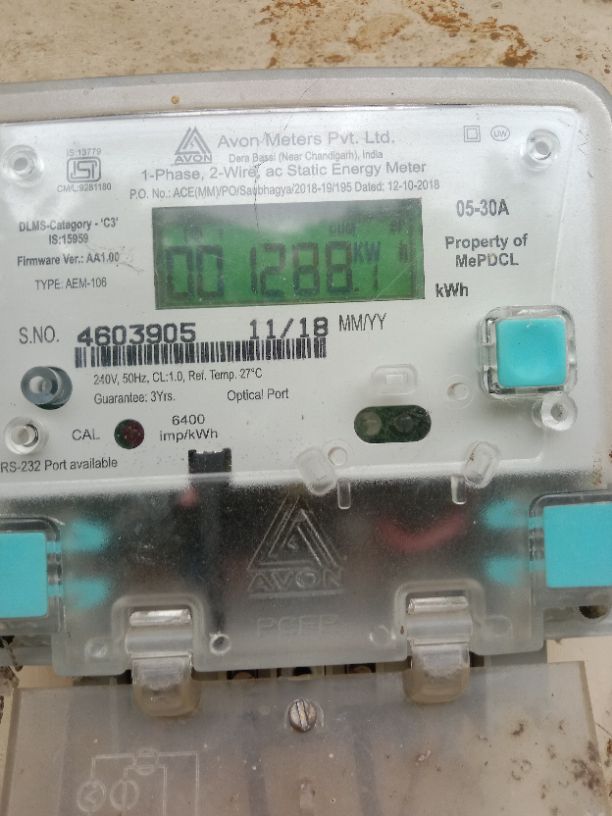 IS:13779
CM/L:9281180
AVON
Avon Meters Pvt. Ltd.
Dera Bassi (Near Chandigarh), India
1-Phase, 2-Wire, ac Static Energy Meter
P.O. No.: ACE(MM)/PO/Saubhagya/2018-19/195 Dated: 12-10-2018
UW
DLMS-Category - 'C3'
IS:15959
Firmware Ver.: AA1.00
TYPE: AEM-106
CUM
001288.1 KW h
05-30A
Property of
MePDCL
kWh
S.NO. 4603905 11/18 MM/YY
240V, 50Hz, CL:1.0, Ref. Temp. 27°C
Guarantee: 3Yrs. Optical Port
CAL 6400
imp/kWh
RS-232 Port available
AVON